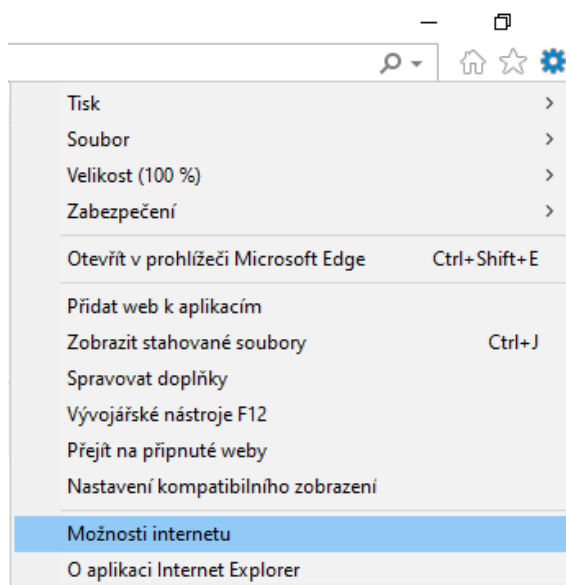 Tisk
Soubor
Velikost (100 %)
Zabezpečení
Otevřít v prohlížeči Microsoft Edge Ctrl+Shift+E
Přidat web k aplikacím
Zobrazit stahované soubory Ctrl+J
Spravovat doplňky
Vývojářské nástroje F12
Přejít na připnuté weby
Nastavení kompatibilního zobrazení
Možnosti internetu
O aplikaci Internet Explorer